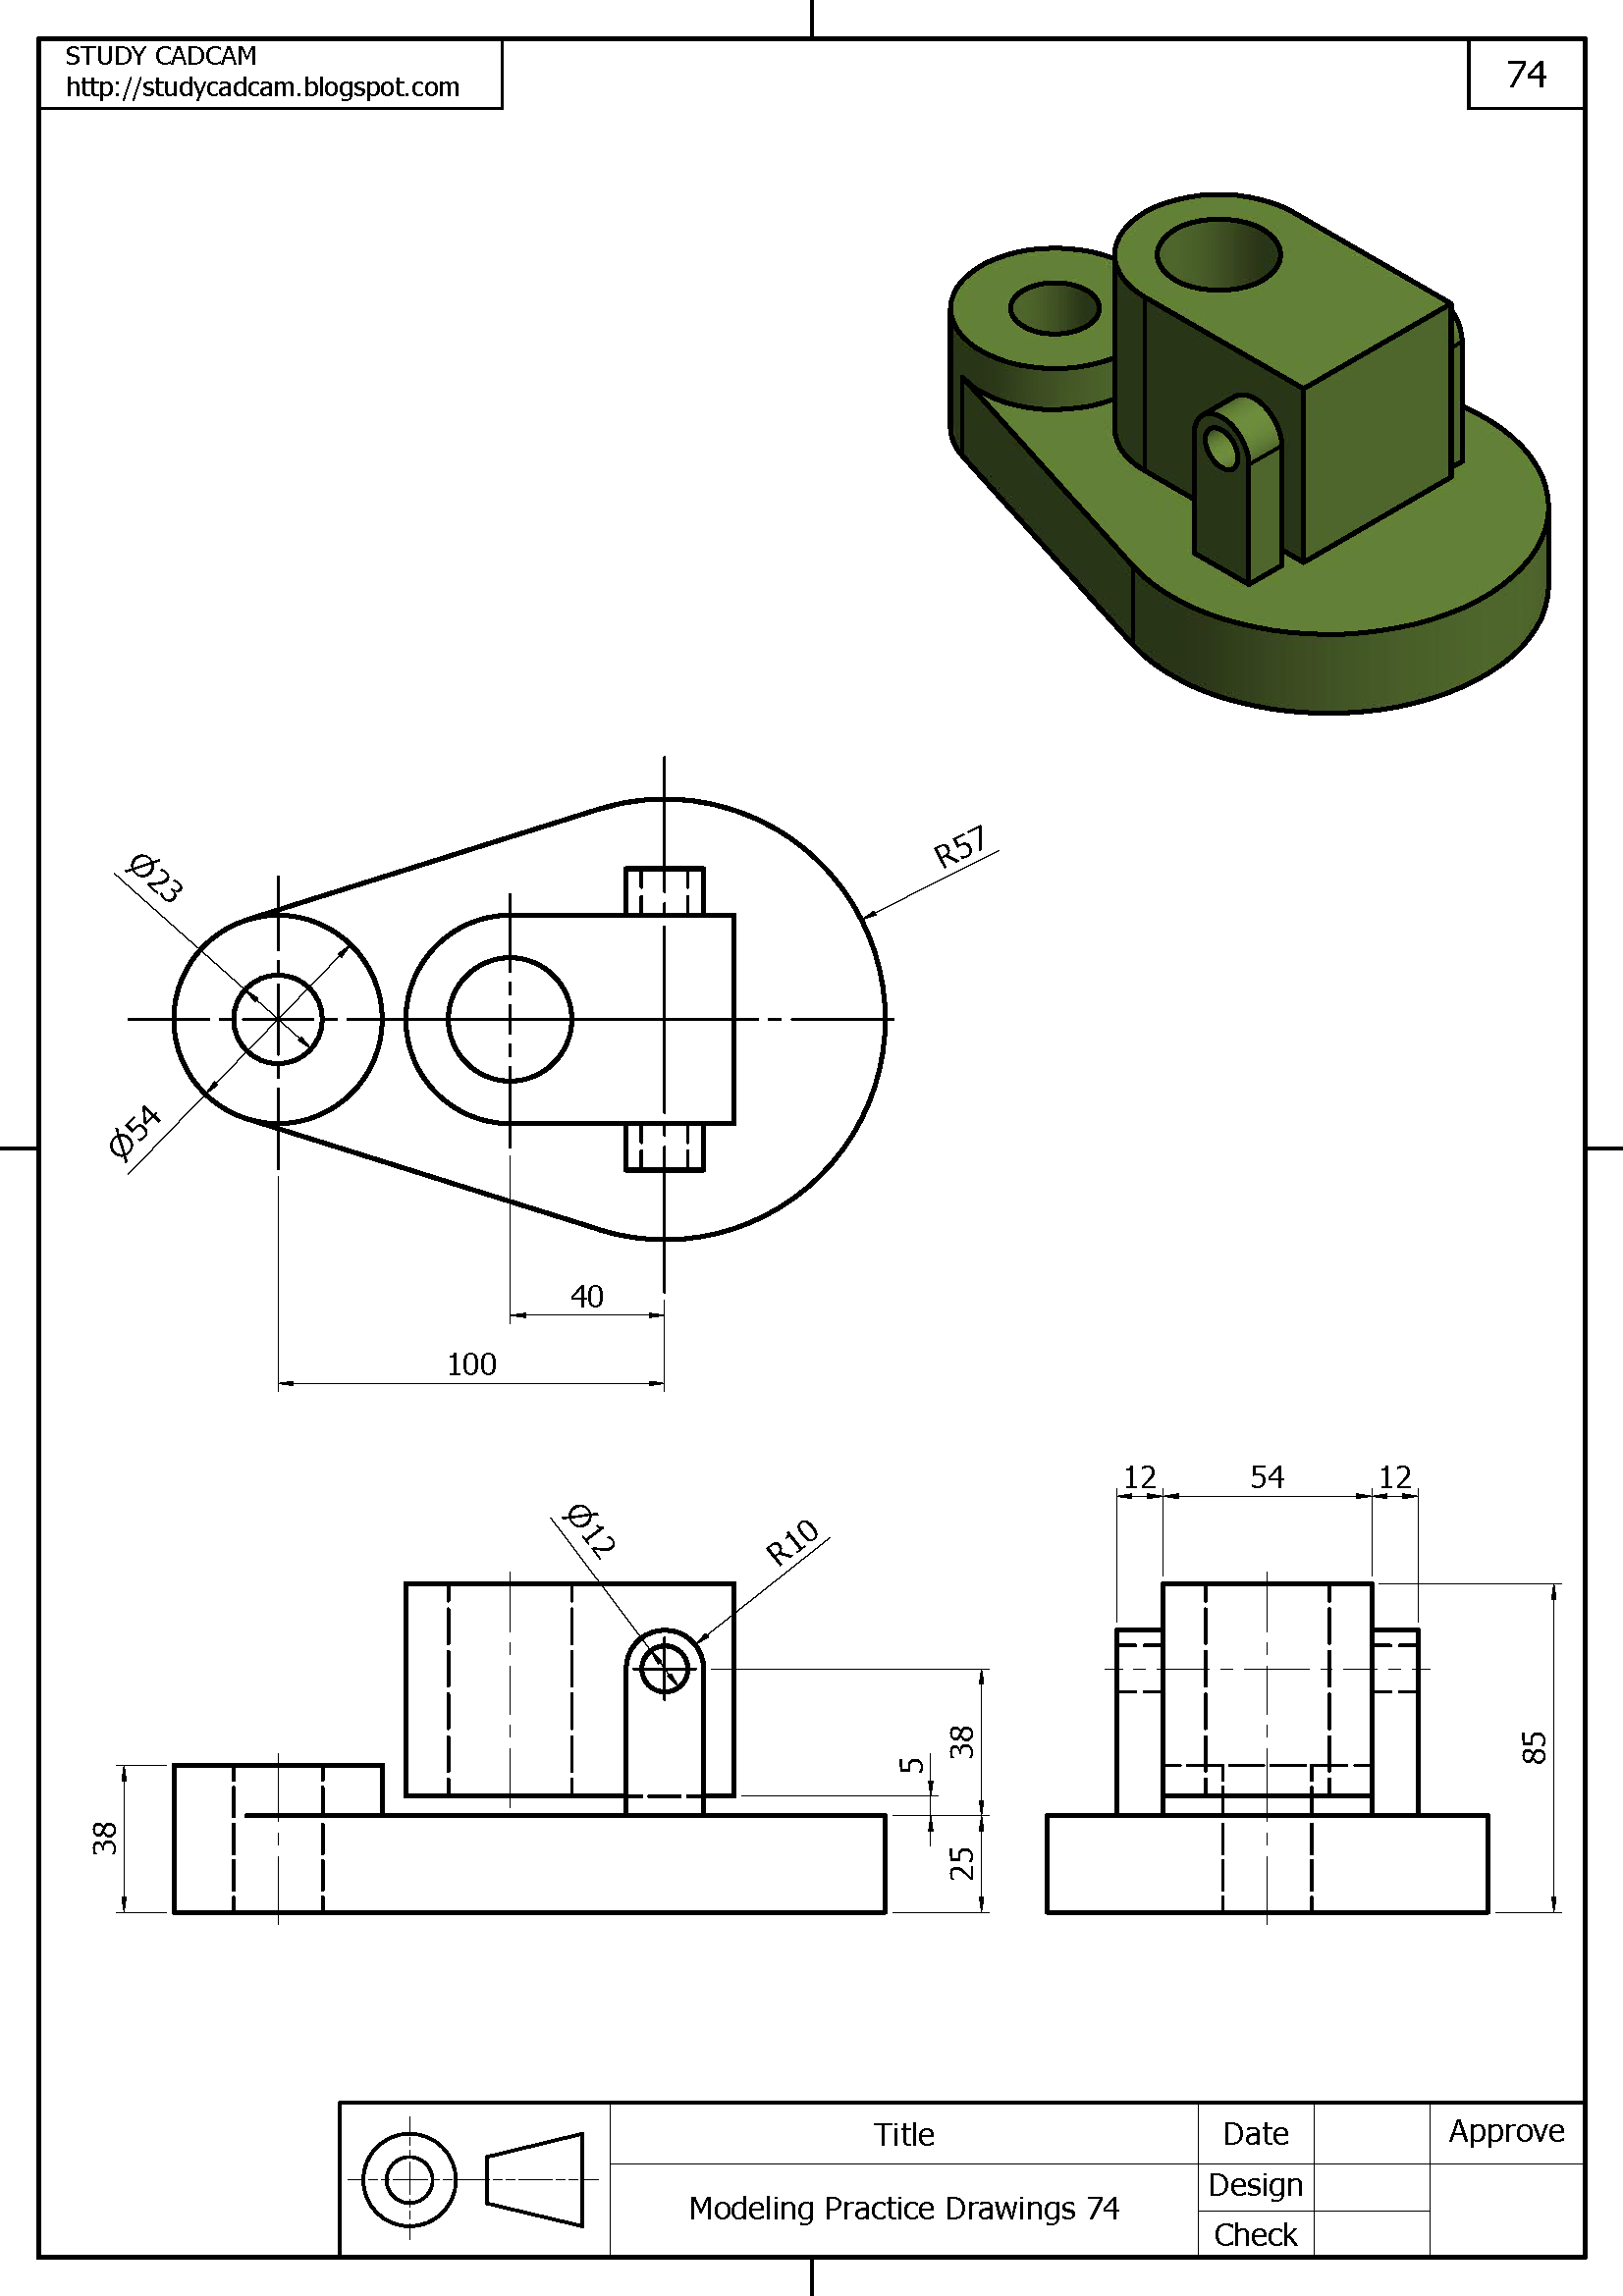 STUDY CADCAM
http://studycadcam.blogspot.com
74
Ø23
R57
Ø54
40
100
12
54
12
Ø12
R10
5
38
85
38
25
Title
Date
Approve
Modeling Practice Drawings 74
Design
Check